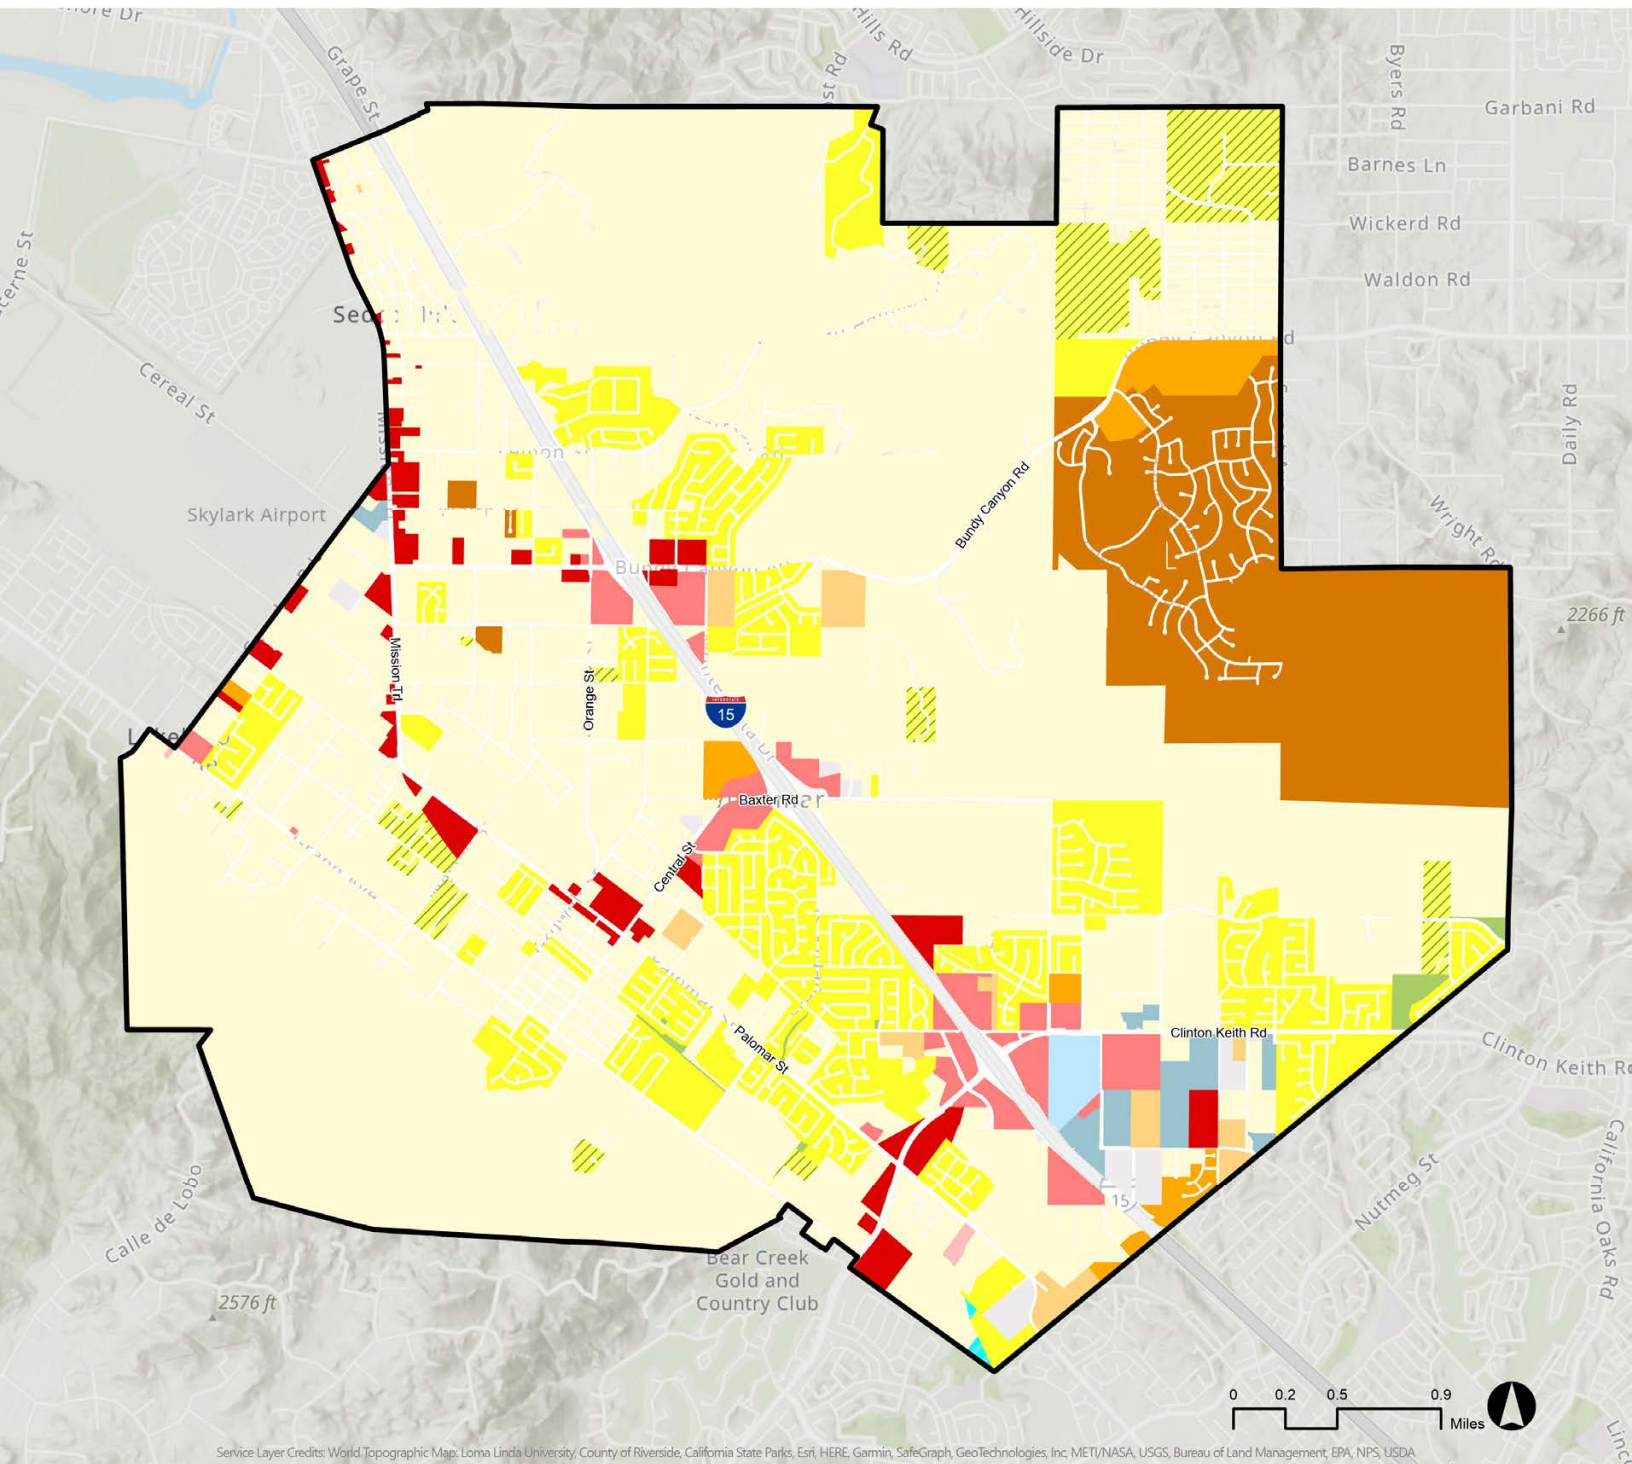 Grape St
Hills Rd
Hillside Dr
Byers Rd
Garbani Rd
Barnes Ln
Wickerd Rd
Waldon Rd
Cereal St
Daily Rd
Skylark Airport
Bundy Canyon Rd
Wright Rd
2266 ft
Mission Trl
Orange St
15
Baxter Rd
Central St
Palomar St
Clinton Keith Rd
Clinton Keith Rd
Nutmeg St
California Oaks Rd
15
Calle de Lobo
2576 ft
Bear Creek
Gold and
Country Club
0 0.2 0.5 0.9
Miles
Service Layer Credits: World Topographic Map: Loma Linda University, County of Riverside, California State Parks, Esri, HERE, Garmin, SafeGraph, GeoTechnologies, Inc, METI/NASA, USGS, Bureau of Land Management, EPA, NPS, USDA